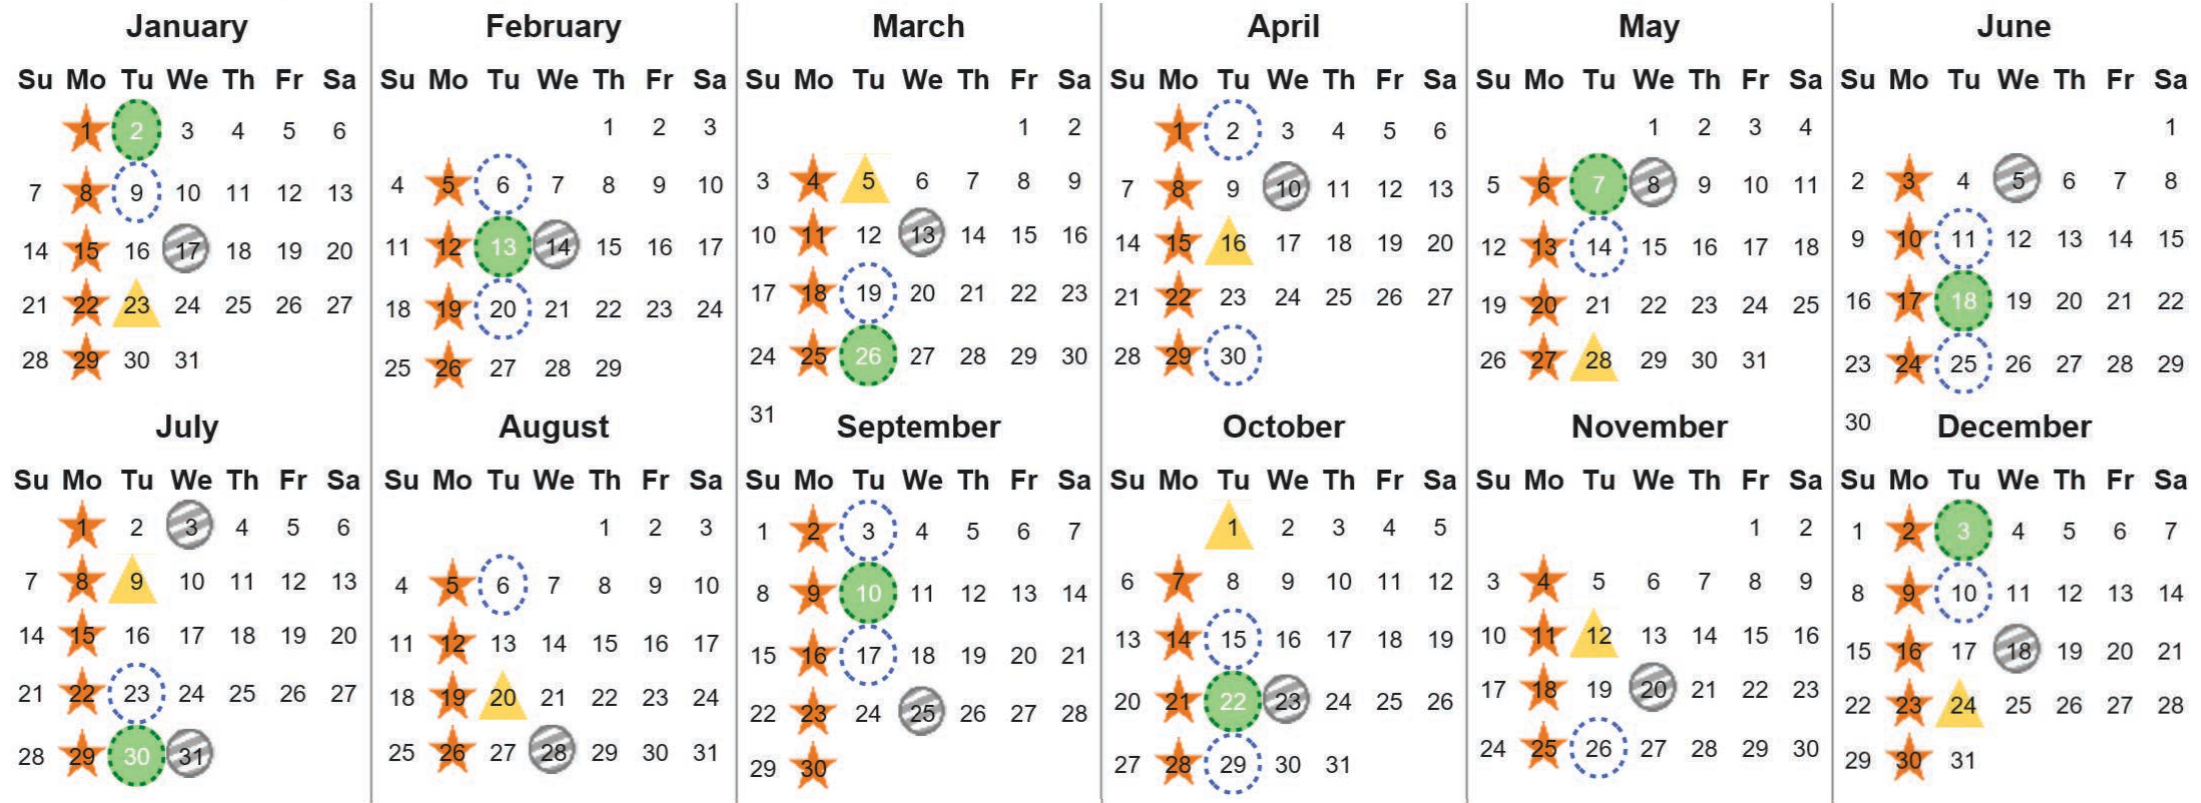 January February March April May June
Su Mo Tu We Th Fr Sa Su Mo Tu We Th Fr Sa Su Mo Tu We Th Fr Sa Su Mo Tu We Th Fr Sa Su Mo Tu We Th Fr Sa Su Mo Tu We Th Fr Sa
1 2 3 4 5 6 1 2 3 1 2 1 2 3 4 5 6 1 2 3 4 1
7 8 9 10 11 12 13 4 5 6 7 8 9 10 3 4 5 6 7 8 9 7 8 9 10 11 12 13 5 6 7 8 9 10 11 2 3 4 5 6 7 8
14 15 16 17 18 19 20 11 12 13 14 15 16 17 10 11 12 13 14 15 16 14 15 16 17 18 19 20 12 13 14 15 16 17 18 9 10 11 12 13 14 15
21 22 23 24 25 26 27 18 19 20 21 22 23 24 17 18 19 20 21 22 23 21 22 23 24 25 26 27 19 20 21 22 23 24 25 16 17 18 19 20 21 22
28 29 30 31 25 26 27 28 29 24 25 26 27 28 29 30 28 29 30 26 27 28 29 30 31 23 24 25 26 27 28 29
31 30
July August September October November December
Su Mo Tu We Th Fr Sa Su Mo Tu We Th Fr Sa Su Mo Tu We Th Fr Sa Su Mo Tu We Th Fr Sa Su Mo Tu We Th Fr Sa Su Mo Tu We Th Fr Sa
1 2 3 4 5 6 1 2 3 1 2 3 4 5 6 7 1 2 3 4 5 1 2 1 2 3 4 5 6 7
7 8 9 10 11 12 13 4 5 6 7 8 9 10 8 9 10 11 12 13 14 6 7 8 9 10 11 12 3 4 5 6 7 8 9 8 9 10 11 12 13 14
14 15 16 17 18 19 20 11 12 13 14 15 16 17 15 16 17 18 19 20 21 13 14 15 16 17 18 19 10 11 12 13 14 15 16 15 16 17 18 19 20 21
21 22 23 24 25 26 27 18 19 20 21 22 23 24 22 23 24 25 26 27 28 20 21 22 23 24 25 26 17 18 19 20 21 22 23 22 23 24 25 26 27 28
28 29 30 31 25 26 27 28 29 30 31 29 30 27 28 29 30 31 24 25 26 27 28 29 30 29 30 31